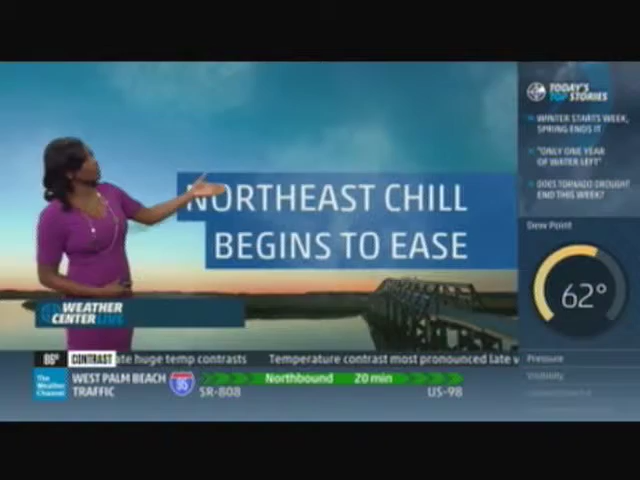 TODAY'S
TOP STORIES
WINTER STARTS WEEK,
SPRING ENDS IT
"ONLY ONE YEAR
OF WATER LEFT"
DOES TORNADO DROUGHT
END THIS WEEK?
NORTHEAST CHILL
BEGINS TO EASE
Dew Point
62°
WEATHER
CENTER LIVE
86° CONTRAST ate huge temp contrasts Temperature contrast most pronounced late
Pressure
Visibility
The
Weather
Channel
WEST PALM BEACH
TRAFFIC
95
Northbound 20 min
SR-808 US-98